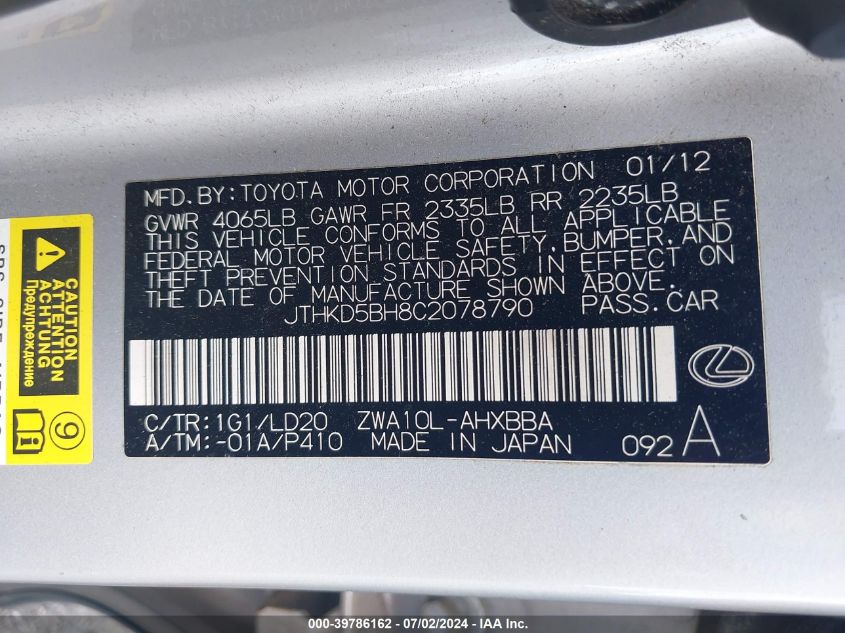 MFD. BY: TOYOTA MOTOR CORPORATION 01/12
GVWR 4065LB GAWR FR 2335LB RR 2235LB
THIS VEHICLE CONFORMS TO ALL APPLICABLE
FEDERAL MOTOR VEHICLE SAFETY, BUMPER, AND
THEFT PREVENTION STANDARDS IN EFFECT ON
THE DATE OF MANUFACTURE SHOWN ABOVE.
JTHKD5BH8C2078790 PASS. CAR
C/TR: 1G1/LD20 ZWA10L-AHXBBA
A/TM: -01A/P410 MADE IN JAPAN 092 A
CAUTION
ATTENTION
Предупреждение
9
000-39786162 - 07/02/2024 - IAA Inc.